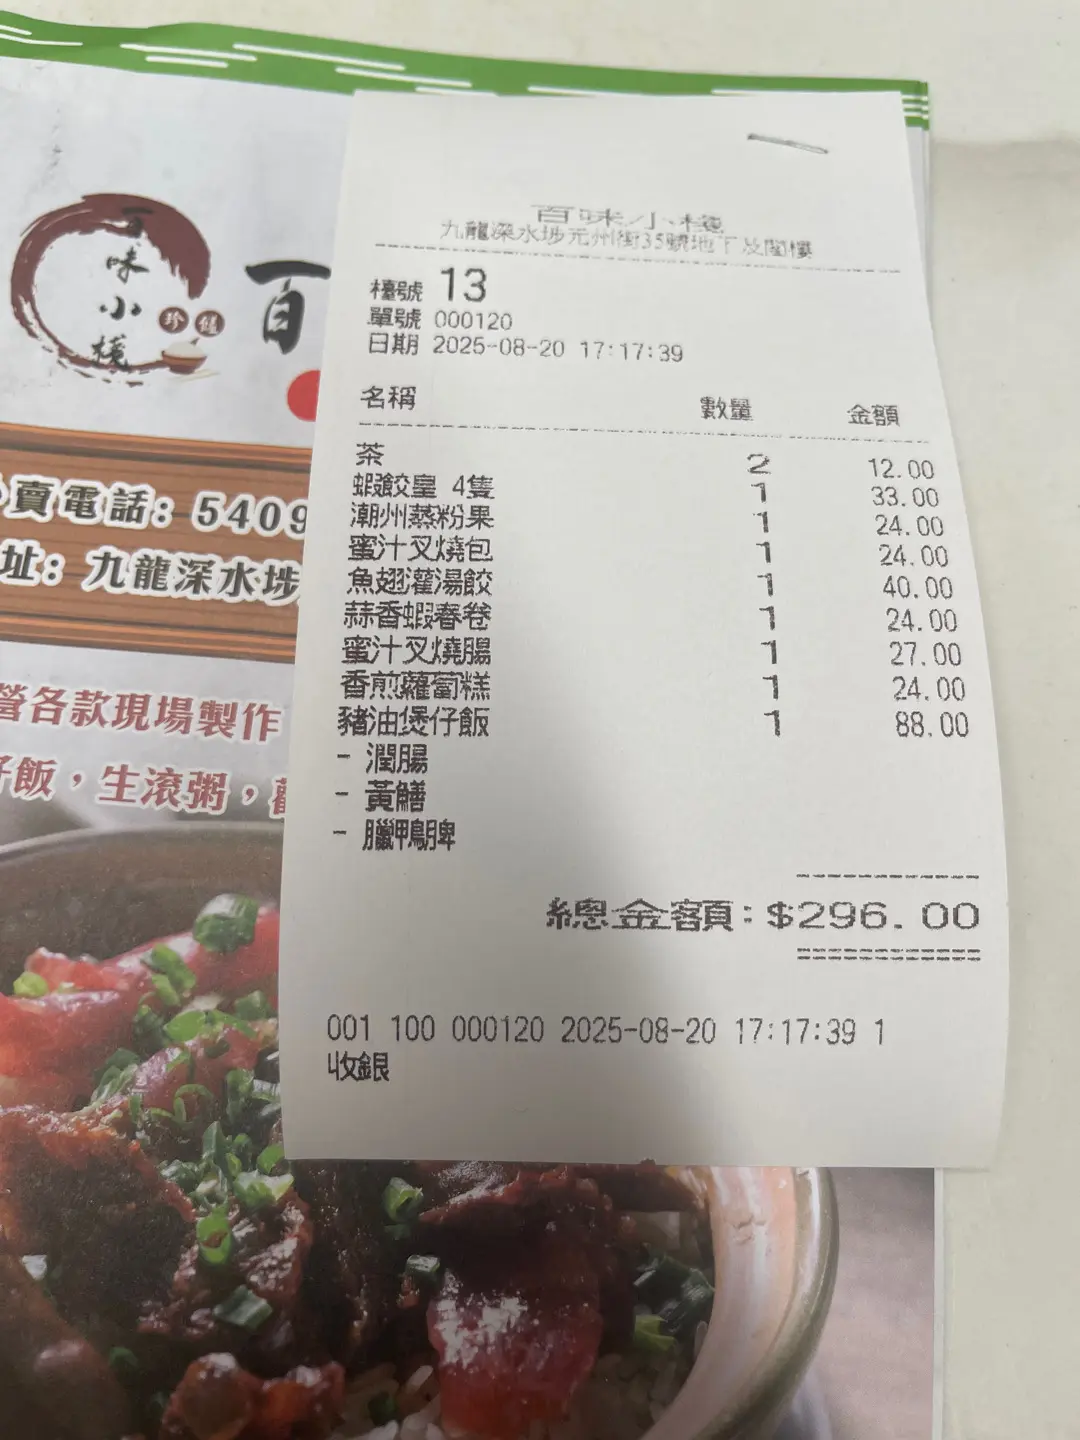 百味小棧
珍饈
百
外賣電話: 5409
址: 九龍深水埗
營各款現場製作
仔飯，生滾粥，
百味小棧
九龍深水埗元州街35號地下及閣樓
檯號 13
單號 000120
日期 2025-08-20 17:17:39
名稱 數量 金額
茶 2 12.00
蝦餃皇 4隻 1 33.00
潮州蒸粉果 1 24.00
蜜汁叉燒包 1 24.00
魚翅灌湯餃 1 40.00
蒜香蝦春卷 1 24.00
蜜汁叉燒腸 1 27.00
香煎蘿蔔糕 1 24.00
豬油煲仔飯 1 88.00
- 潤腸
- 黃鱔
- 臘鴨髀
總金額:$296.00
001 100 000120 2025-08-20 17:17:39 1
收銀